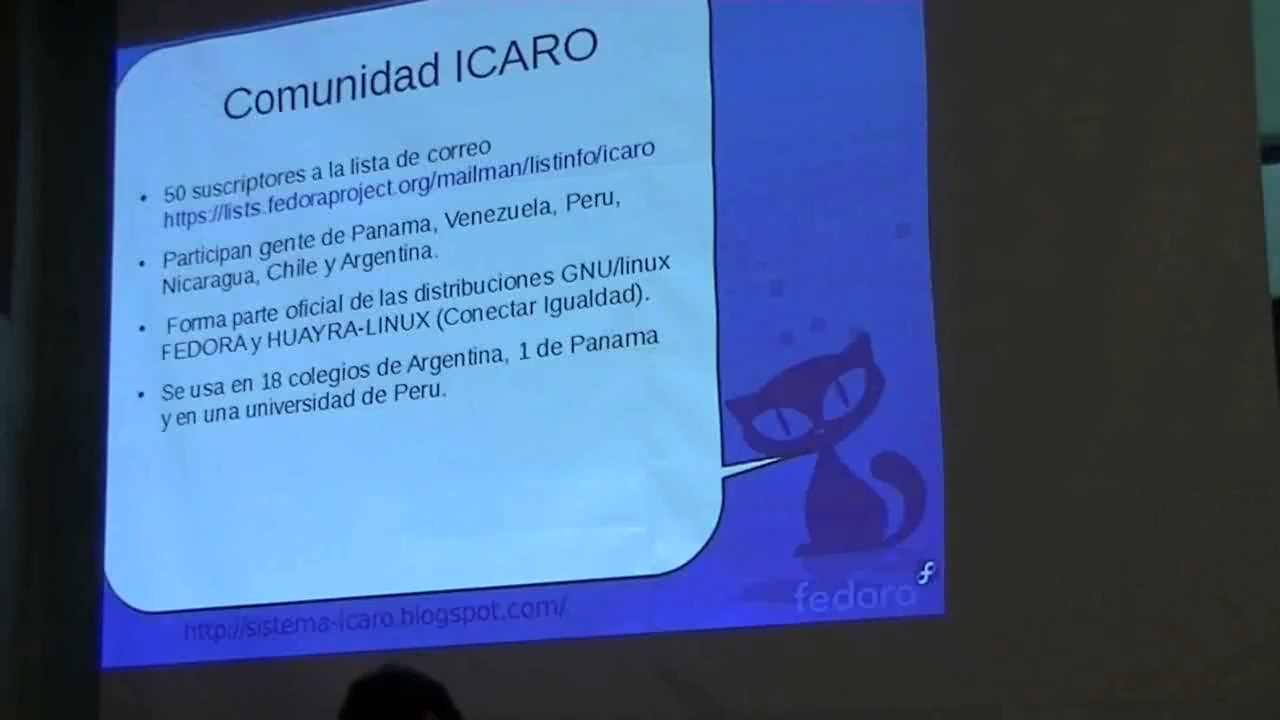 Comunidad ICARO
• 50 suscriptores a la lista de correo
https://lists.fedoraproject.org/mailman/listinfo/icaro
• Participan gente de Panama, Venezuela, Peru,
Nicaragua, Chile y Argentina.
• Forma parte oficial de las distribuciones GNU/linux
FEDORA y HUAYRA-LINUX (Conectar Igualdad).
• Se usa en 18 colegios de Argentina, 1 de Panama
y en una universidad de Peru.
http://sistema-icaro.blogspot.com/
fedora